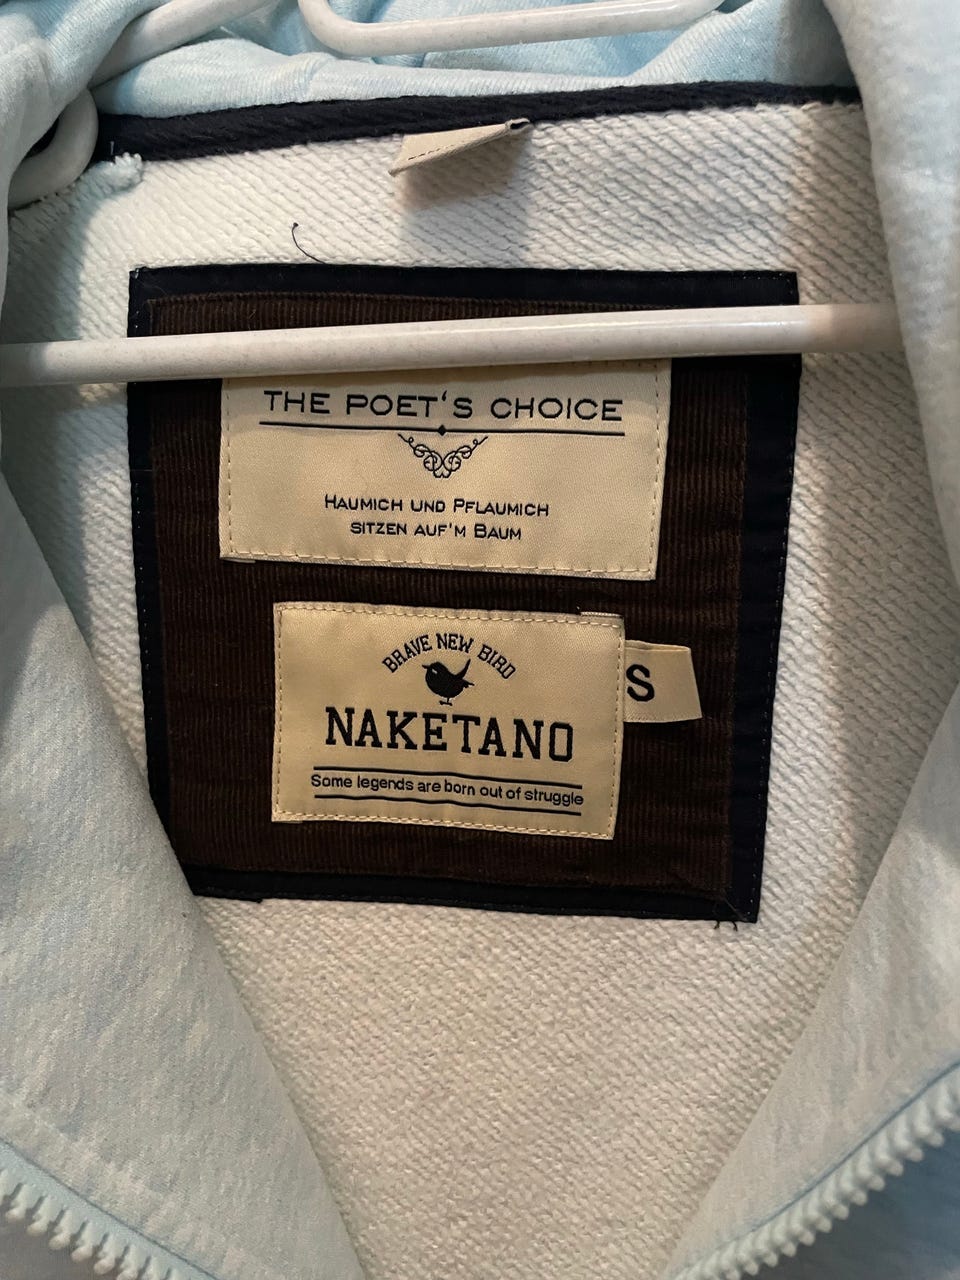 THE POET‘S CHOICE
HAUMICH UND PFLAUMICH
SITZEN AUF'M BAUM
BRAVE NEW BIRD
NAKETANO
Some legends are born out of struggle
S